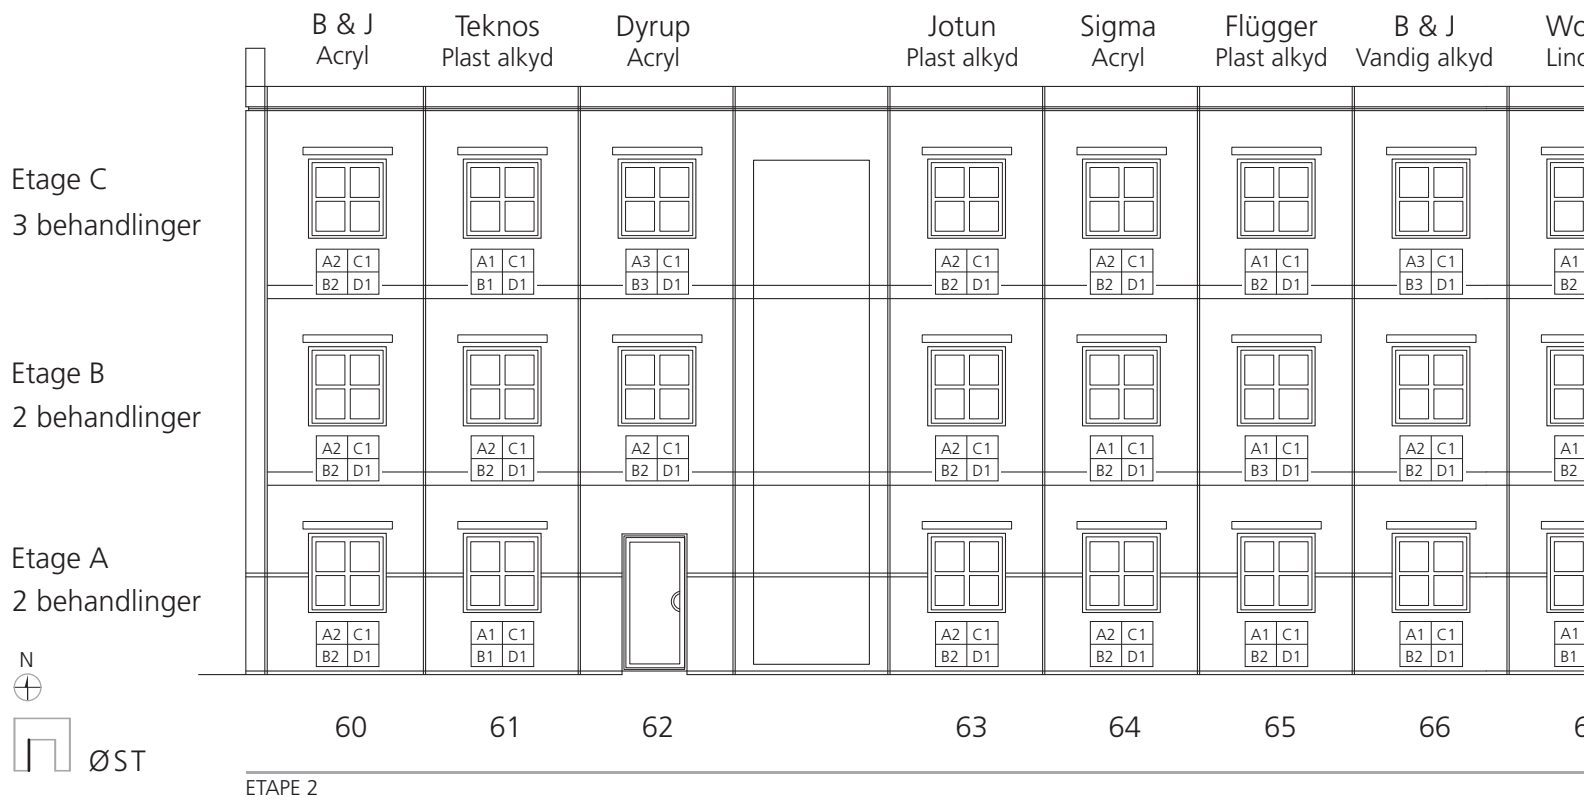 B & J Teknos Dyrup Jotun Sigma Flügger B & J
Acryl Plast alkyd Acryl Plast alkyd Acryl Plast alkyd Vandig alkyd
Etage C
3 behandlinger
A2 C1 A1 C1 A3 C1 A2 C1 A2 C1 A1 C1 A3 C1 A1
B2 D1 B1 D1 B3 D1 B2 D1 B2 D1 B2 D1 B3 D1 B2
Etage B
2 behandlinger
A2 C1 A2 C1 A2 C1 A2 C1 A1 C1 A1 C1 A2 C1 A1
B2 D1 B2 D1 B2 D1 B2 D1 B2 D1 B3 D1 B2 D1 B2
Etage A
2 behandlinger
A2 C1 A1 C1 A2 C1 A2 C1 A1 C1 A1 C1 A1
B2 D1 B1 D1 B2 D1 B2 D1 B2 D1 B2 D1 B1
N
60 61 62 63 64 65 66
ØST
ETAPE 2